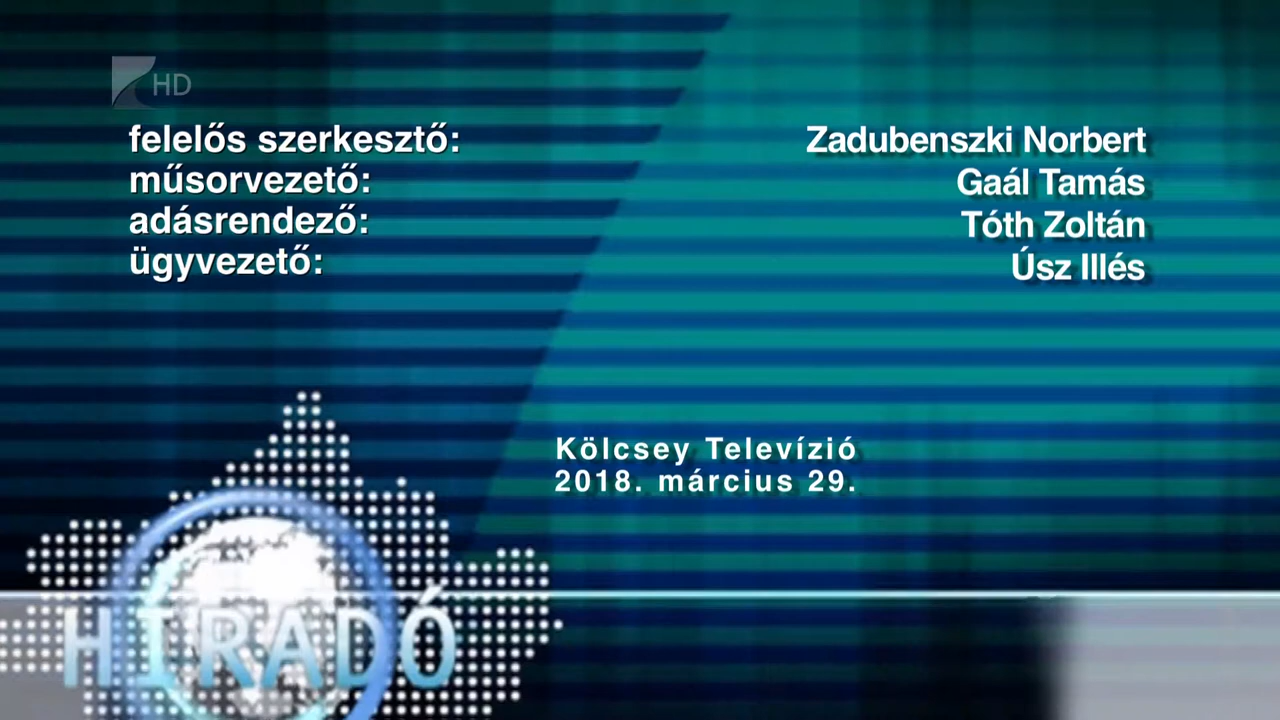 HD
felelős szerkesztő: Zadubenszki Norbert
műsorvezető: Gaál Tamás
adásrendező: Tóth Zoltán
ügyvezető: Úsz Illés
Kölcsey Televízió
2018. március 29.
HÍRADÓ